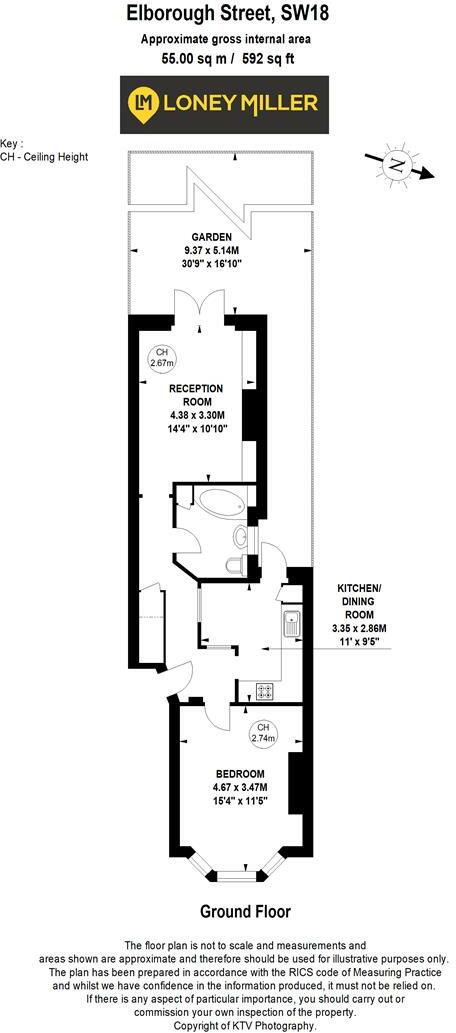 Elborough Street, SW18
Approximate gross internal area
55.00 sq m / 592 sq ft
LM LONEY MILLER
Key :
CH - Ceiling Height
N
GARDEN
9.37 x 5.14M
30'9" x 16'10"
CH
2.67m
RECEPTION
ROOM
4.38 x 3.30M
14'4" x 10'10"
KITCHEN/
DINING
ROOM
3.35 x 2.86M
11' x 9'5"
CH
2.74m
BEDROOM
4.67 x 3.47M
15'4" x 11'5"
Ground Floor
The floor plan is not to scale and measurements and
areas shown are approximate and therefore should be used for illustrative purposes only.
The plan has been prepared in accordance with the RICS code of Measuring Practice
and whilst we have confidence in the information produced, it must not be relied on.
If there is any aspect of particular importance, you should carry out or
commission your own inspection of the property.
Copyright of KTV Photography.